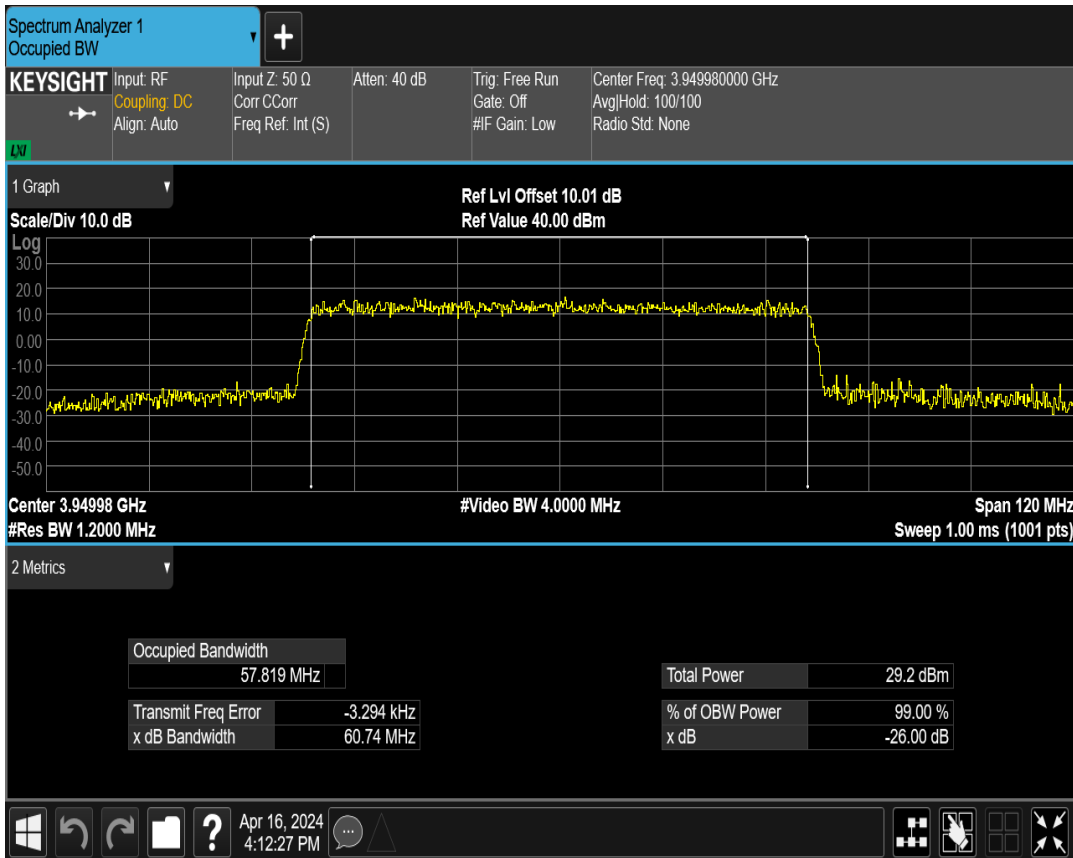 Spectrum Analyzer 1
Occupied BW
+
KEYSIGHT
LXI
Input: RF
Coupling: DC
Align: Auto
Input Z: 50 Ω
Corr CCorr
Freq Ref: Int (S)
Atten: 40 dB
Trig: Free Run
Gate: Off
#IF Gain: Low
Center Freq: 3.949980000 GHz
Avg|Hold: 100/100
Radio Std: None
1 Graph
Scale/Div 10.0 dB
Ref Lvl Offset 10.01 dB
Ref Value 40.00 dBm
Log
30.0
20.0
10.0
0.00
-10.0
-20.0
-30.0
-40.0
-50.0
Center 3.94998 GHz
#Video BW 4.0000 MHz
Span 120 MHz
#Res BW 1.2000 MHz
Sweep 1.00 ms (1001 pts)
2 Metrics
Occupied Bandwidth
57.819 MHz
Total Power 29.2 dBm
Transmit Freq Error -3.294 kHz
% of OBW Power 99.00 %
x dB Bandwidth 60.74 MHz
x dB -26.00 dB
?
Apr 16, 2024
4:12:27 PM